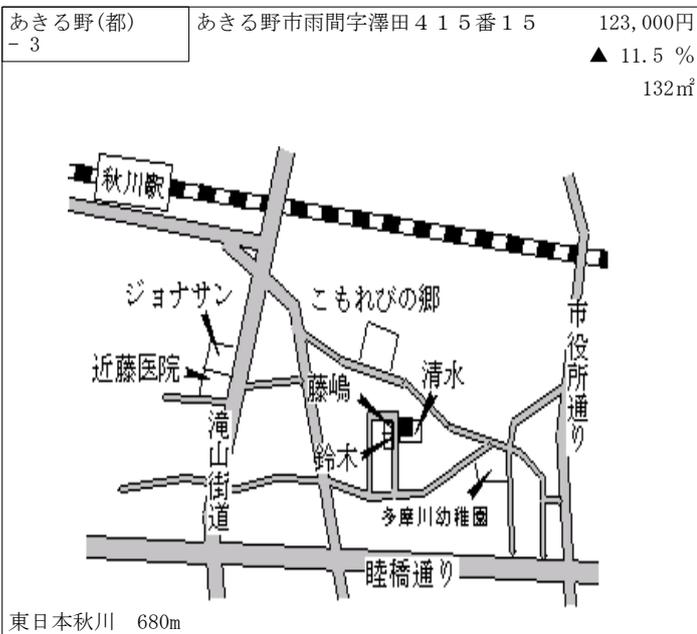 あきる野(都) あきる野市雨間字澤田415番15 123,000円
- 3 ▲ 11.5 %
132㎡
秋川駅
ジョナサン
こもれびの郷
近藤医院
藤嶋
清水
市役所通り
滝山街道
鈴木
多摩川幼稚園
睦橋通り
東日本秋川 680m